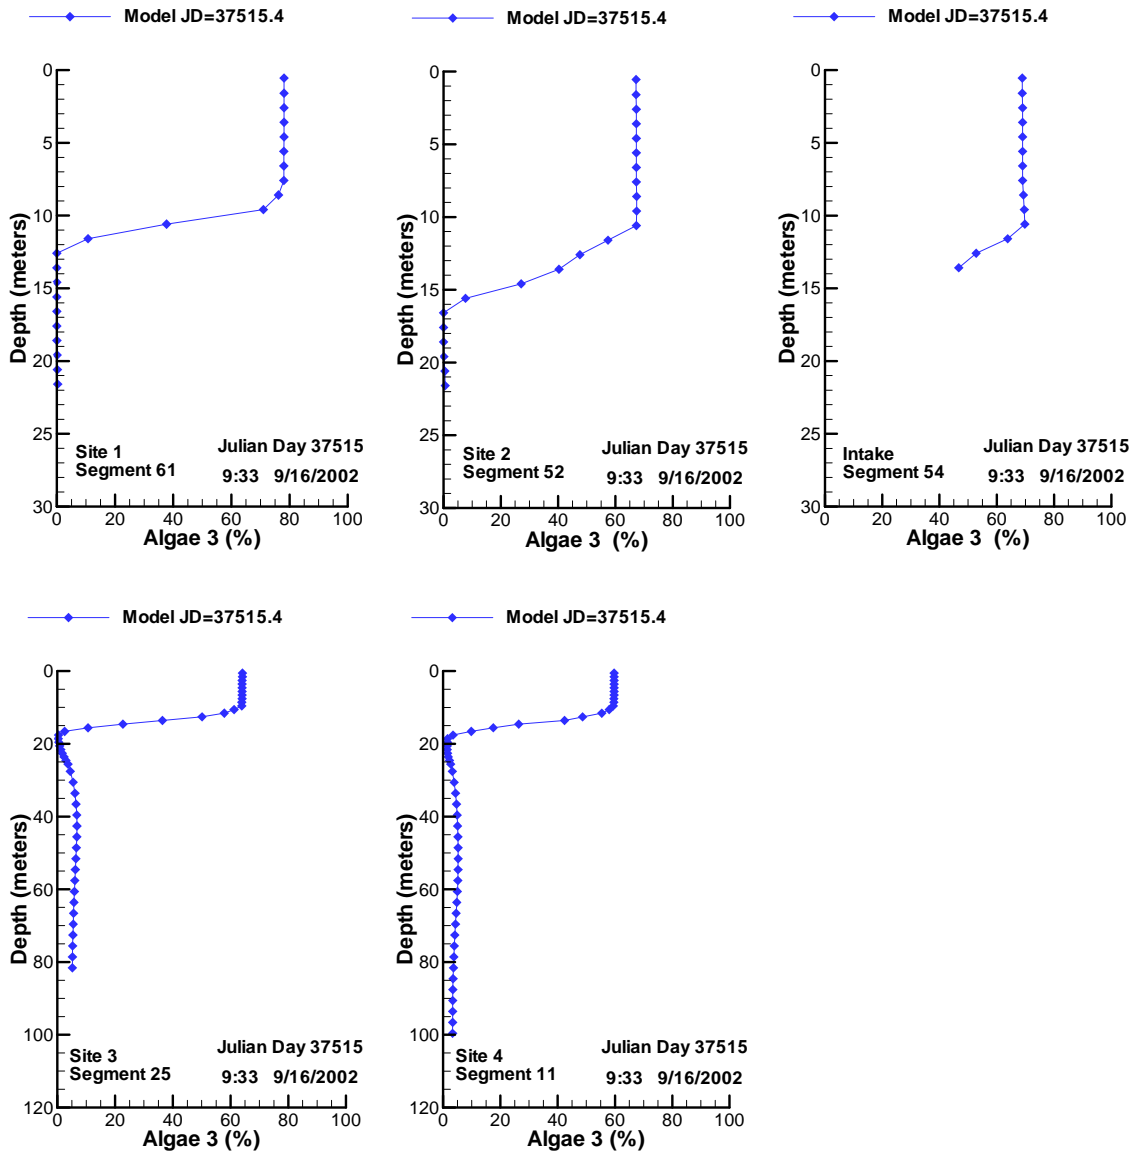 Model JD=37515.4
0
5
10
15
20
25
30
Depth (meters)
Site 1
Segment 61
Julian Day 37515
9:33 9/16/2002
0 20 40 60 80 100
Algae 3 (%)
Model JD=37515.4
0
5
10
15
20
25
30
Depth (meters)
Site 2
Segment 52
Julian Day 37515
9:33 9/16/2002
0 20 40 60 80 100
Algae 3 (%)
Model JD=37515.4
0
5
10
15
20
25
30
Depth (meters)
Intake
Segment 54
Julian Day 37515
9:33 9/16/2002
0 20 40 60 80 100
Algae 3 (%)
Model JD=37515.4
0
20
40
60
80
100
120
Depth (meters)
Site 3
Segment 25
Julian Day 37515
9:33 9/16/2002
0 20 40 60 80 100
Algae 3 (%)
Model JD=37515.4
0
20
40
60
80
100
120
Depth (meters)
Site 4
Segment 11
Julian Day 37515
9:33 9/16/2002
0 20 40 60 80 100
Algae 3 (%)